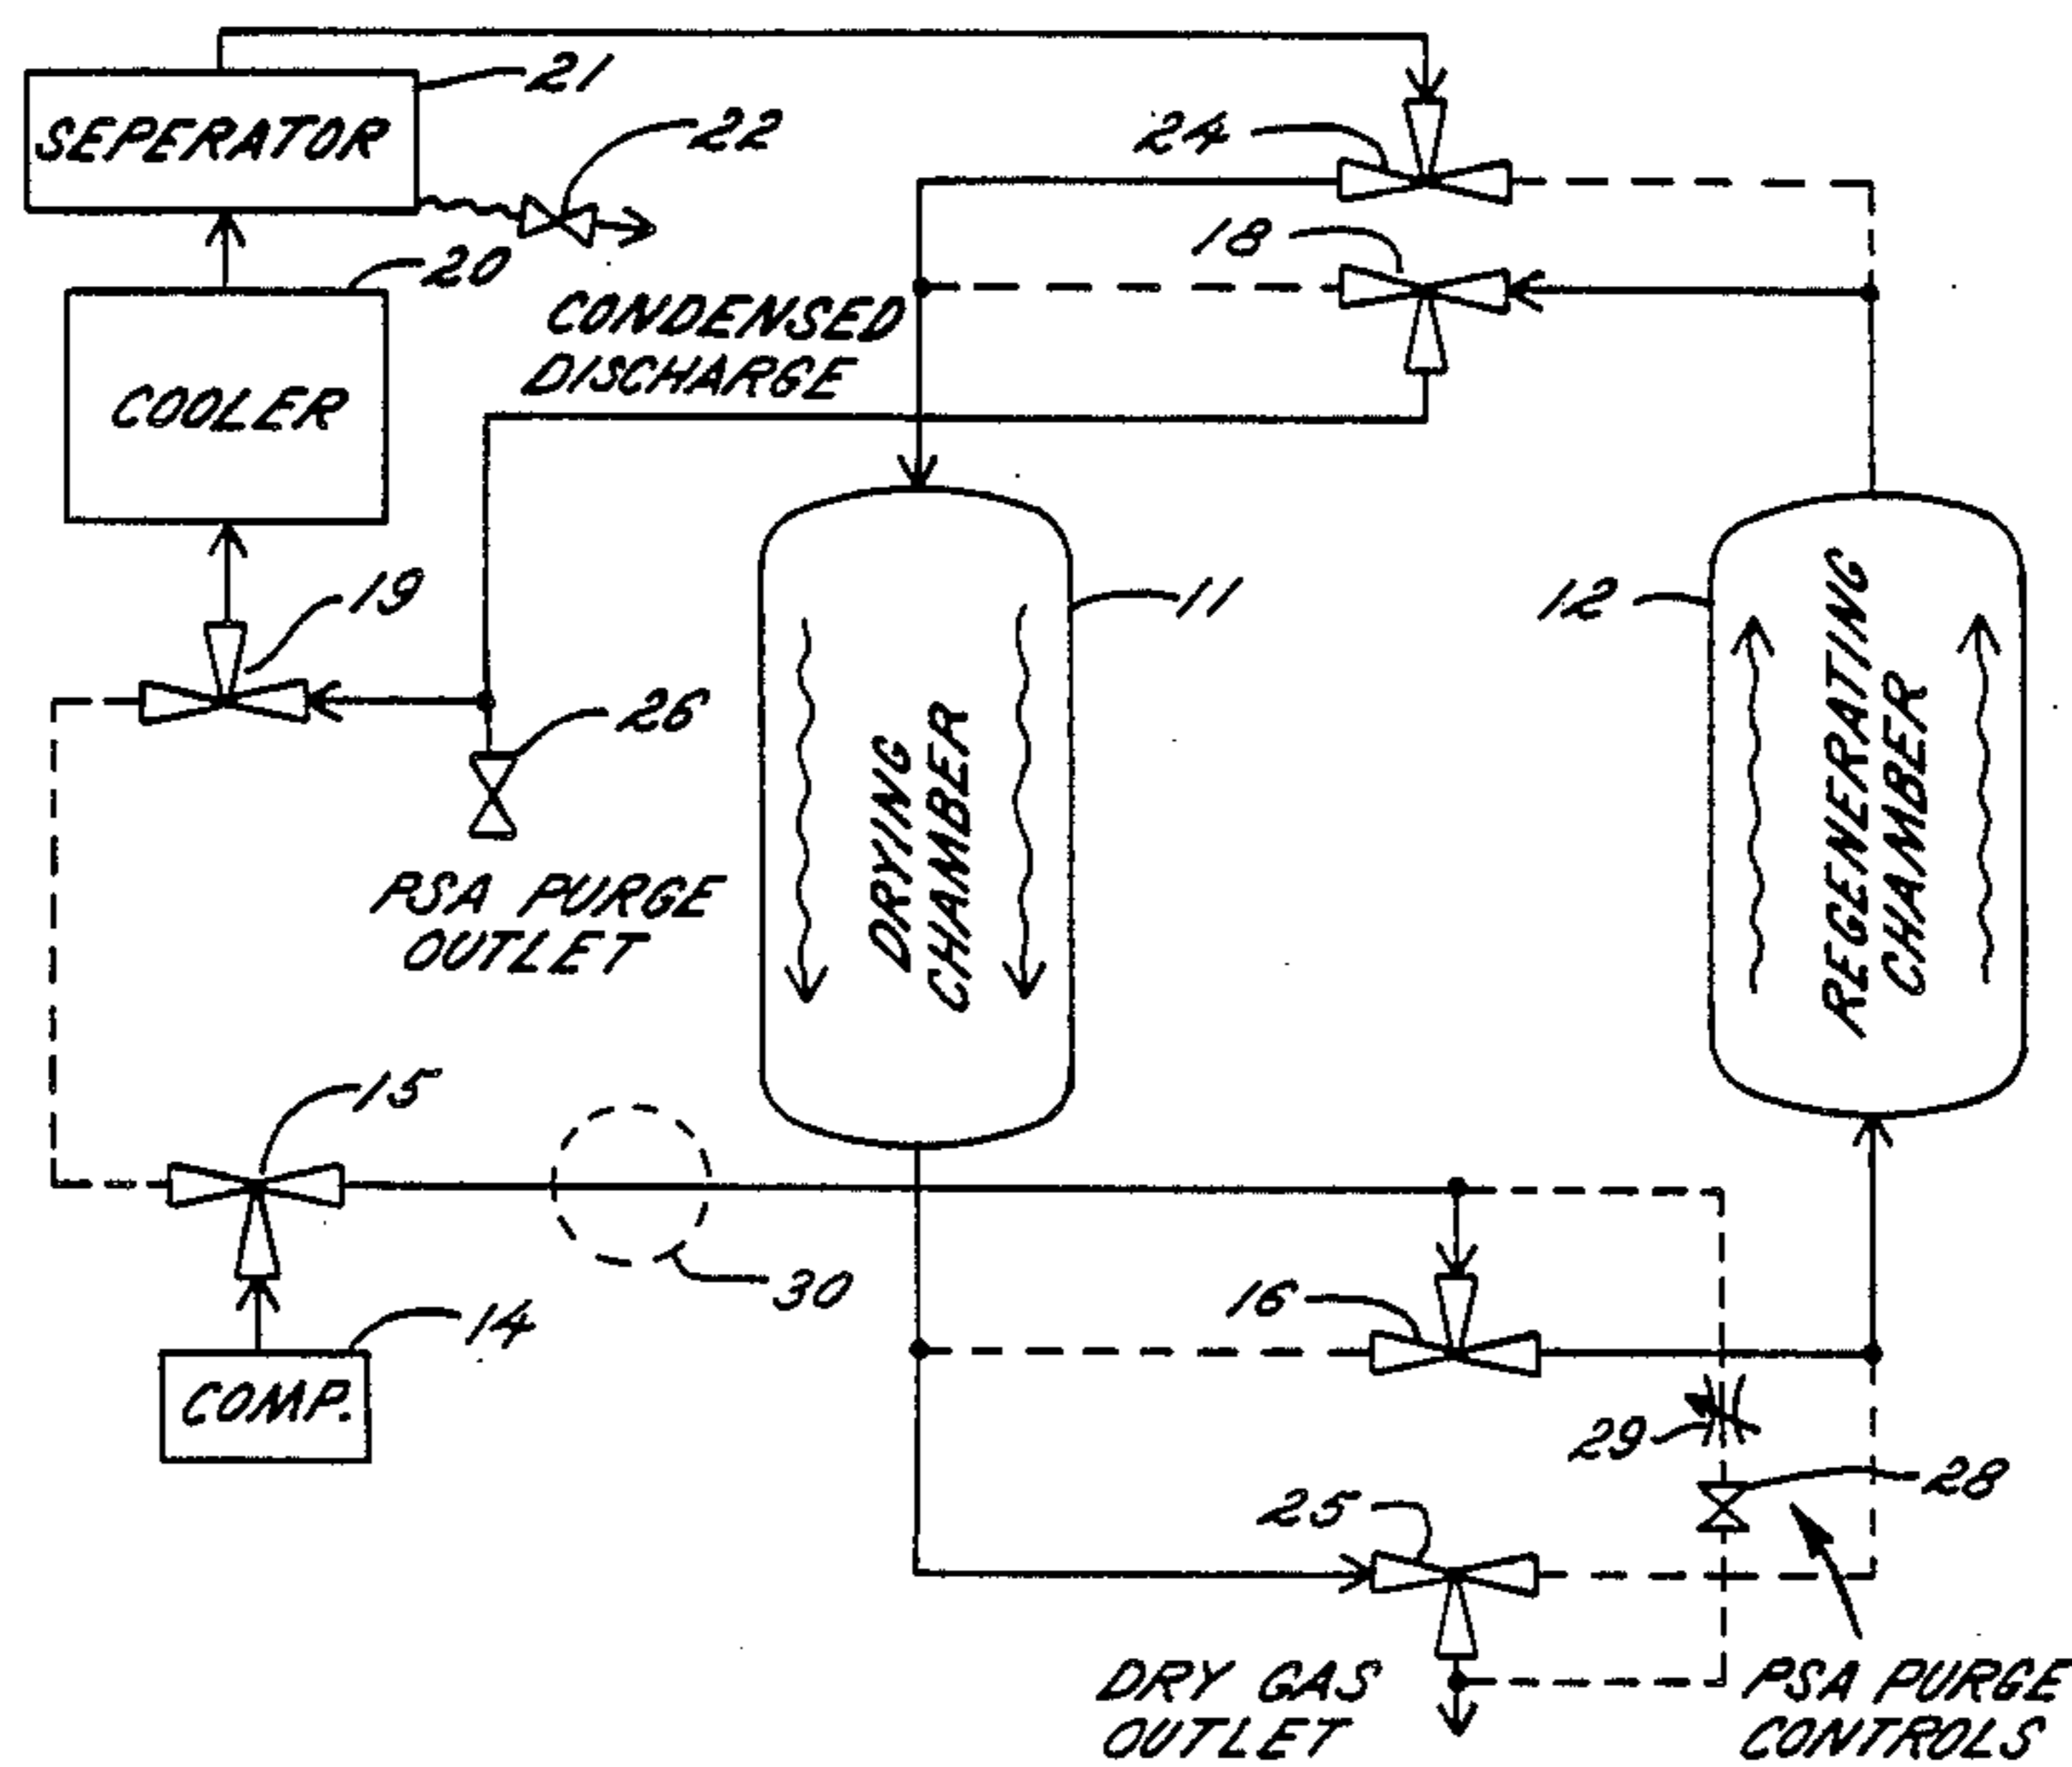 21
SEPERATOR
22
24
18
20
CONDENSED
DISCHARGE
COOLER
19
11
12
26
DRYING
CHAMBER
REGENERATING
CHAMBER
PSA PURGE
OUTLET
15
30
16
14
COMP.
29
28
25
DRY GAS
OUTLET
PSA PURGE
CONTROLS